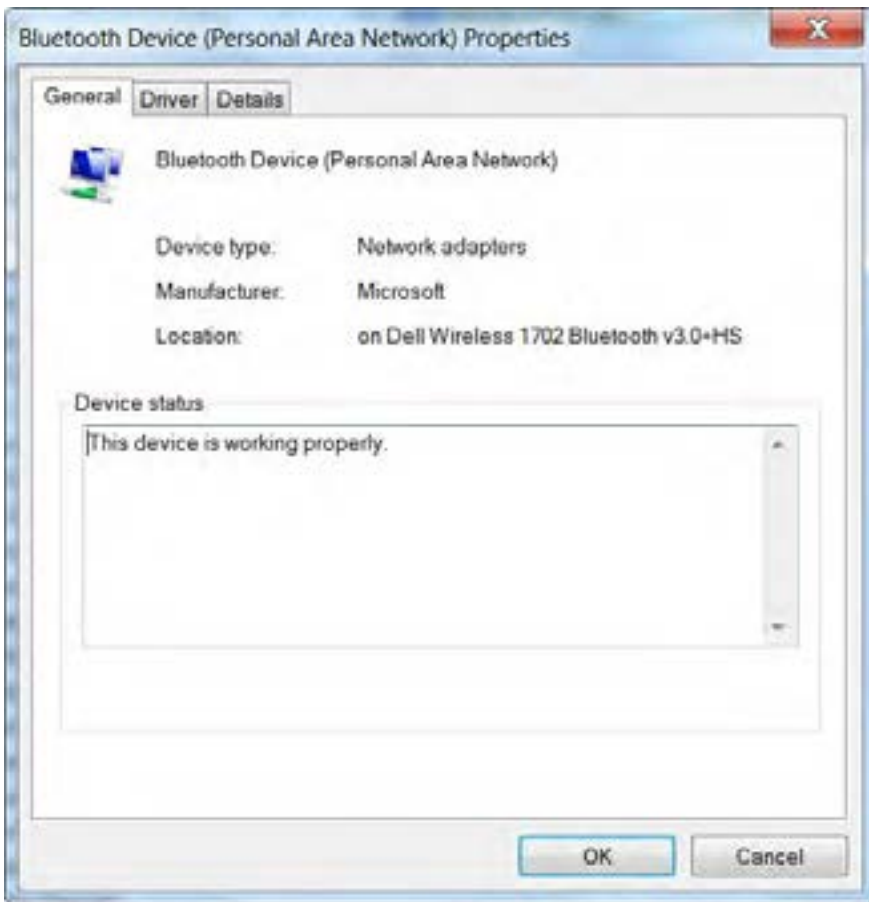 Bluetooth Device (Personal Area Network) Properties
General Driver Details
Bluetooth Device (Personal Area Network)
Device type: Network adapters
Manufacturer: Microsoft
Location: on Dell Wireless 1702 Bluetooth v3.0+HS
Device status
This device is working properly.
OK Cancel